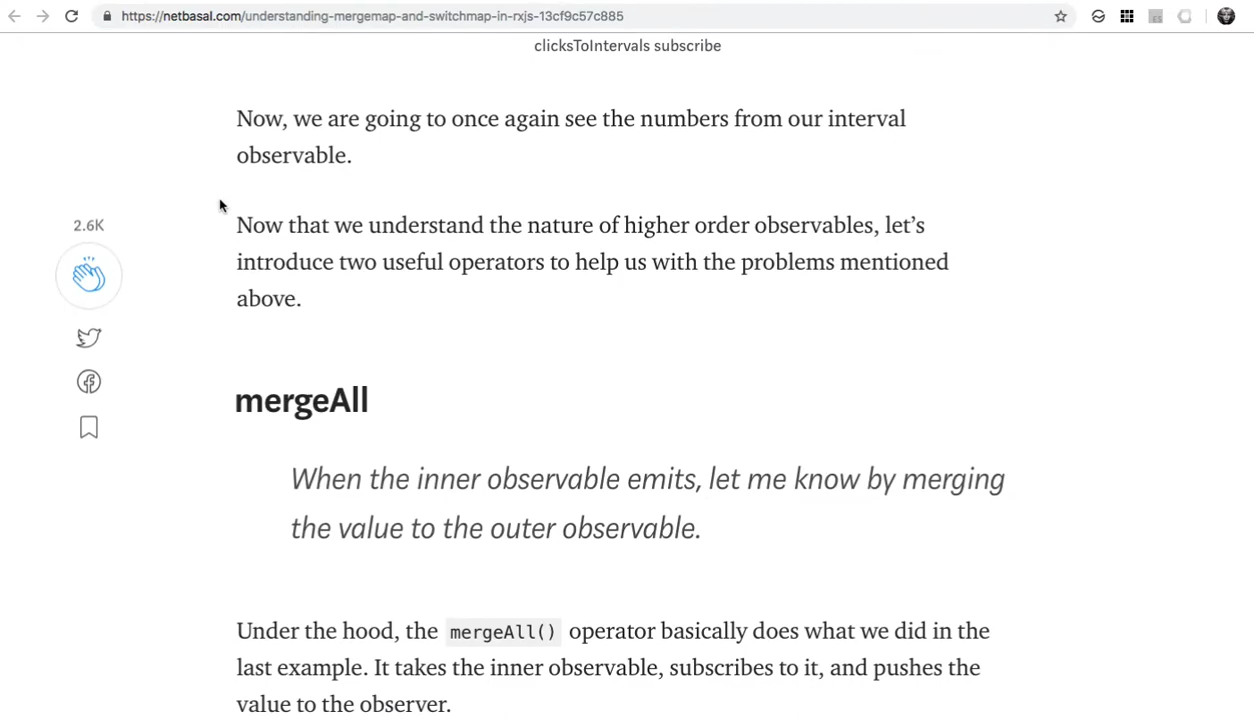 https://netbasal.com/understanding-mergemap-and-switchmap-in-rxjs-13cf9c57c885
clicksToIntervals subscribe
Now, we are going to once again see the numbers from our interval
observable.
2.6K
Now that we understand the nature of higher order observables, let’s
introduce two useful operators to help us with the problems mentioned
above.
mergeAll
When the inner observable emits, let me know by merging
the value to the outer observable.
Under the hood, the mergeAll() operator basically does what we did in the
last example. It takes the inner observable, subscribes to it, and pushes the
value to the observer.